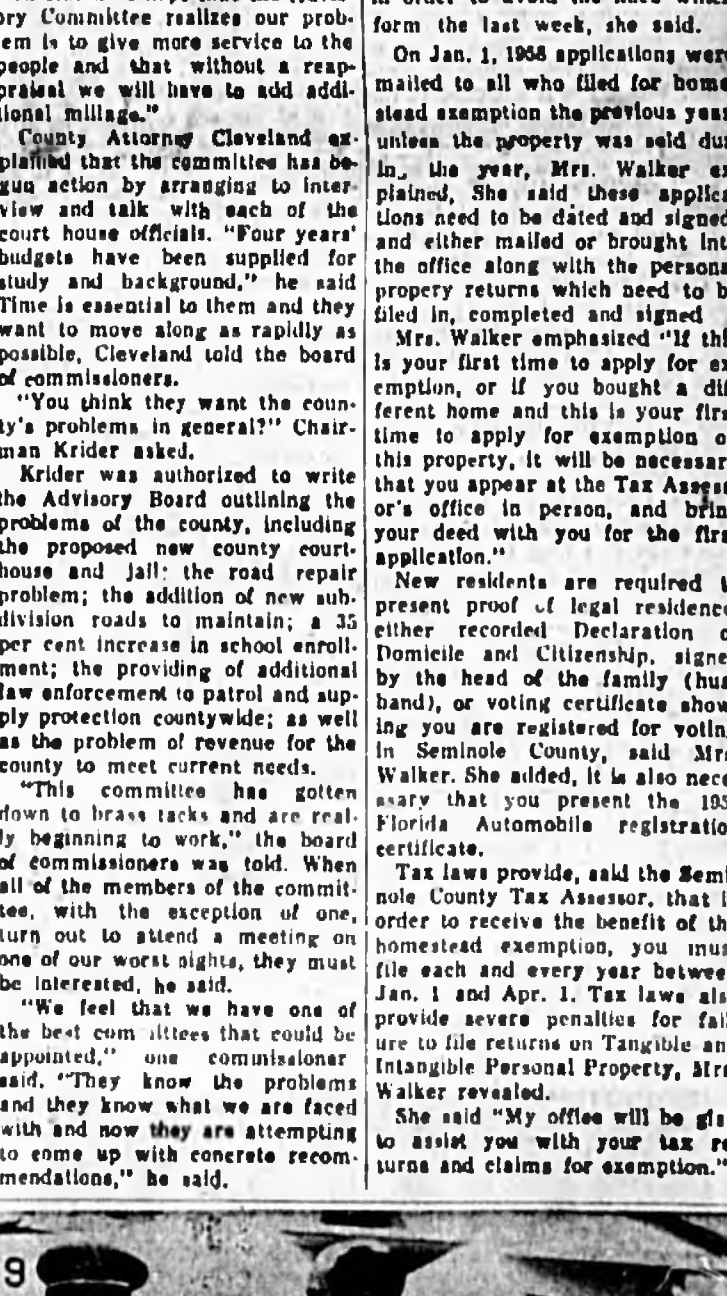 ory Committee realizes our prob-
lem is to give more service to the
people and that without a reap-
praisal we will have to add addi-
tional millage."
County Attorney Cleveland ex-
plained that the committee has be-
gun action by arranging to inter-
view and talk with each of the
court house officials. "Four years'
budgets have been supplied for
study and background," he said
Time is essential to them and they
want to move along as rapidly as
possible, Cleveland told the board
of commissioners.
"You think they want the coun-
ty's problems in general?" Chair-
man Krider asked.
Krider was authorized to write
the Advisory Board outlining the
problems of the county, including
the proposed new county court-
house and jail; the road repair
problem; the addition of new sub-
division roads to maintain; a 35
per cent increase in school enroll-
ment; the providing of additional
law enforcement to patrol and sup-
ply protection countywide; as well
as the problem of revenue for the
county to meet current needs.
"This committee has gotten
down to brass tacks and are real-
ly beginning to work," the board
of commissioners was told. When
all of the members of the commit-
tee, with the exception of one,
turn out to attend a meeting on
one of our worst nights, they must
be interested, he said.
"We feel that we have one of
the best com ittees that could be
appointed," one commissioner
said. "They know the problems
and they know what we are faced
with and now they are attempting
to come up with concrete recom-
mendations," he said.
form the last week, she said.
On Jan. 1, 1958 applications wer
mailed to all who filed for home
stead exemption the previous yea
unless the property was sold du
in, the year, Mrs. Walker ex
plained, She said these applica
tions need to be dated and signed
and either mailed or brought int
the office along with the persona
propery returns which need to b
filed in, completed and signed
Mrs. Walker emphasized "If thi
is your first time to apply for ex
emption, or if you bought a dif
ferent home and this is your firs
time to apply for exemption o
this property, it will be necessar
that you appear at the Tax Assess
or's office in person, and brin
your deed with you for the firs
application."
New residents are required t
present proof of legal residence
either recorded Declaration o
Domicile and Citizenship, signe
by the head of the family (hus
band), or voting certificate show
ing you are registered for votin
in Seminole County, said Mrs
Walker. She added, it is also nece
ssary that you present the 195
Florida Automobile registratio
certificate.
Tax laws provide, said the Semi
nole County Tax Assessor, that i
order to receive the benefit of th
homestead exemption, you mus
file each and every year betwee
Jan. 1 and Apr. 1. Tax laws als
provide severe penalties for fail
ure to file returns on Tangible an
Intangible Personal Property, Mrs
Walker revealed.
She said "My office will be gla
to assist you with your tax re
turns and claims for exemption."
9